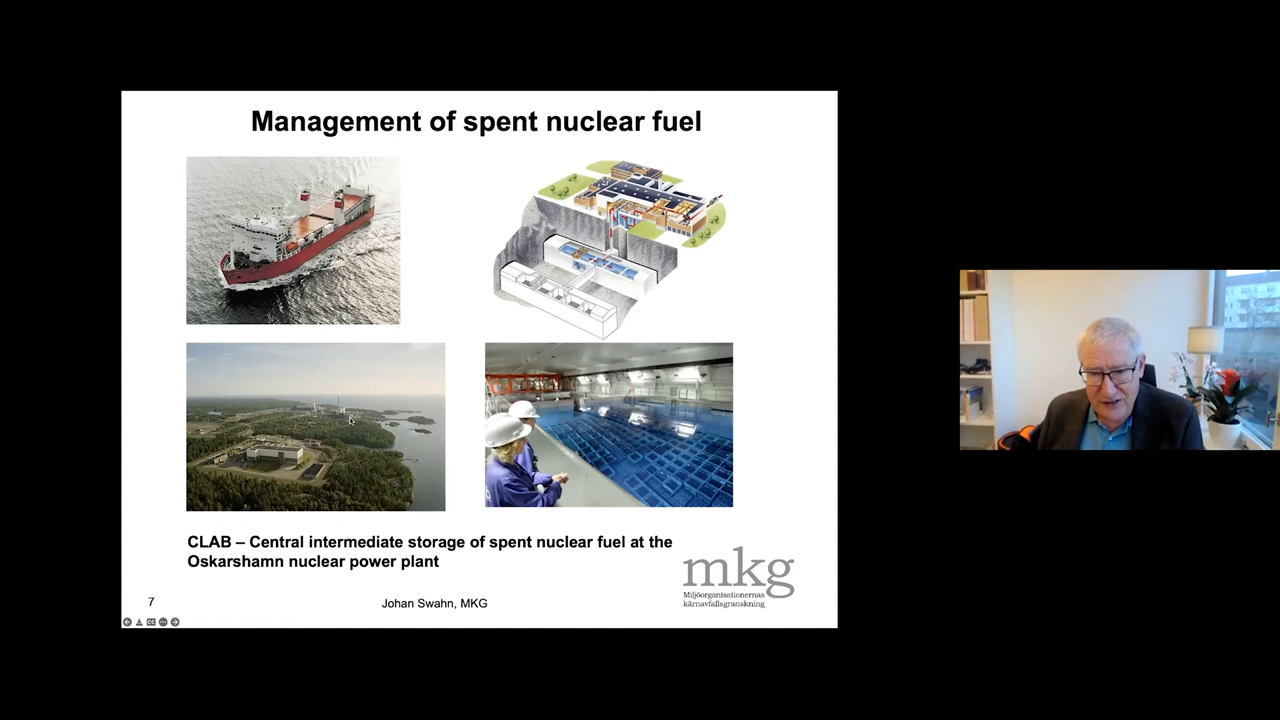 Management of spent nuclear fuel
CLAB – Central intermediate storage of spent nuclear fuel at the
Oskarshamn nuclear power plant
mkg
Miljöorganisationernas
kärnavfallsgranskning
7
Johan Swahn, MKG